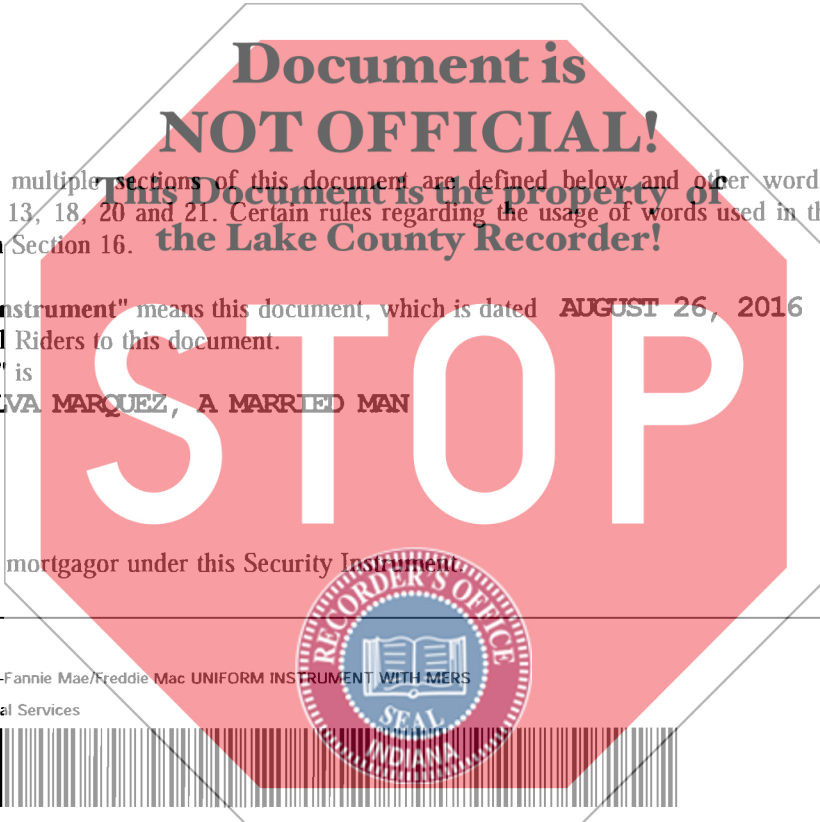 Document is
NOT OFFICIAL!
multiple sections of this document are defined below and other word
This Document is the property of
13, 18, 20 and 21. Certain rules regarding the usage of words used in th
the Lake County Recorder!
Section 16.
nstrument" means this document, which is dated AUGUST 26, 2016
Riders to this document.
" is
LVA MARQUEZ, A MARRIED MAN
STOP
mortgagor under this Security Instrument.
RECORDER'S OFFICE
SEAL
INDIANA
-Fannie Mae/Freddie Mac UNIFORM INSTRUMENT WITH MERS
al Services